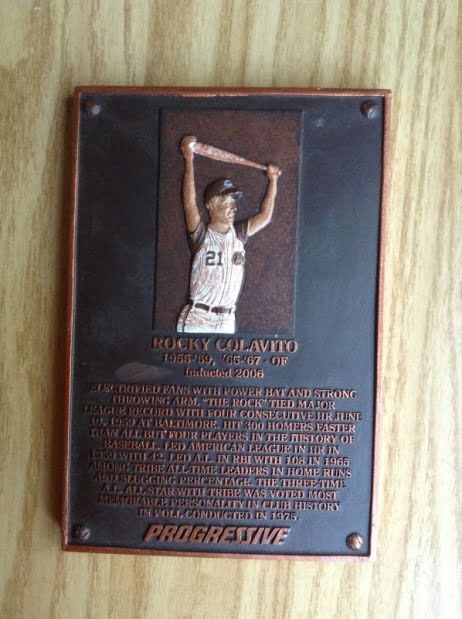 21
ROCKY COLAVITO
1955-'59, '65-'67 - OF
Inducted 2006
ELECTRIFIED FANS WITH POWER BAT AND STRONG
THROWING ARM. "THE ROCK" TIED MAJOR
LEAGUE RECORD WITH FOUR CONSECUTIVE HR JUNE
10, 1959 AT BALTIMORE. HIT 300 HOMERS FASTER
THAN ALL BUT FOUR PLAYERS IN THE HISTORY OF
BASEBALL. LED AMERICAN LEAGUE IN HR IN
1959 WITH 42. LED A.L. IN RBI WITH 108 IN 1965.
AMONG TRIBE ALL-TIME LEADERS IN HOME RUNS
AND SLUGGING PERCENTAGE. THE THREE-TIME
A.L. ALL STAR WITH TRIBE WAS VOTED MOST
MEMORABLE PERSONALITY IN CLUB HISTORY
IN POLL CONDUCTED IN 1975.
PROGRESSIVE